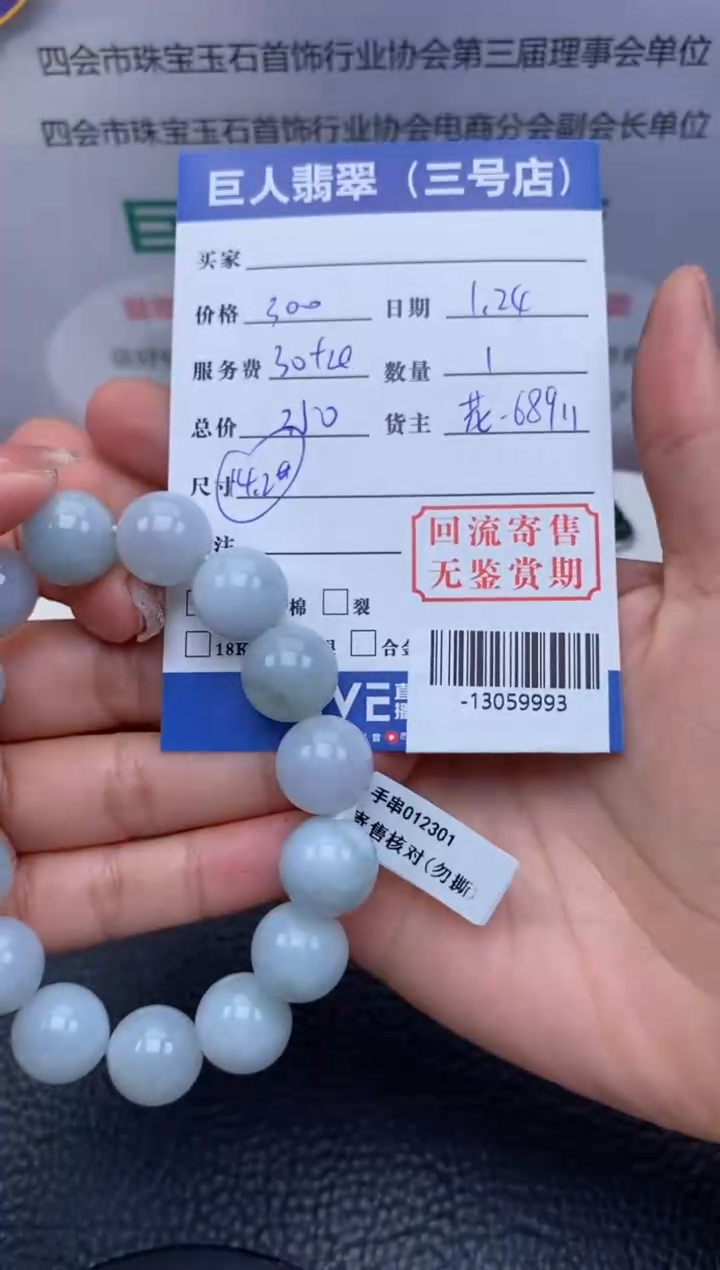 四会市珠宝玉石首饰行业协会第三届理事会单位
四会市珠宝玉石首饰行业协会电商分会副会长单位
巨人翡翠（三号店）
买家
价格 300 日期 1.24
服务费 数量 1
总价 货主
尺寸 14.2
注
回流寄售
无鉴赏期
棉 裂
18K 合金
-13059993
手串012301
寄售核对(勿撕)